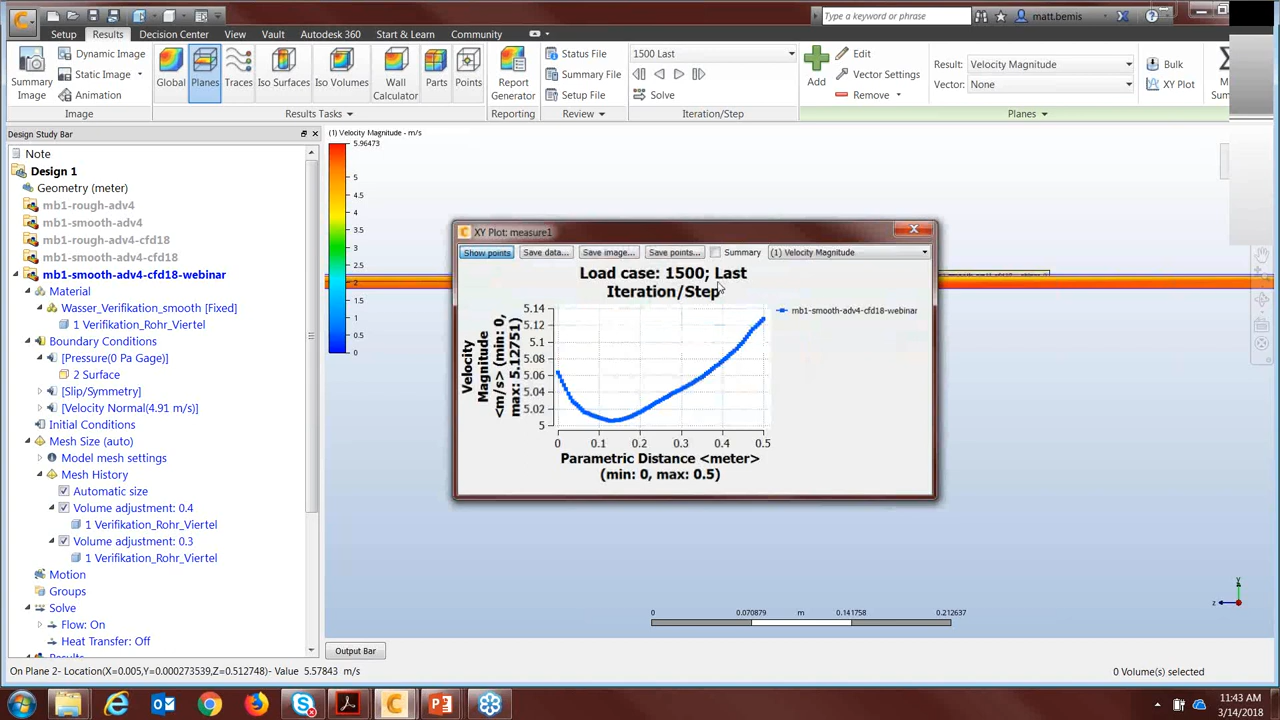 Type a keyword or phrase
matt.bemis
Setup
Results
Decision Center
View
Vault
Autodesk 360
Start & Learn
Community
Summary Image
Dynamic Image
Static Image
Animation
Image
Global
Planes
Traces
Iso Surfaces
Iso Volumes
Wall Calculator
Parts
Points
Results Tasks
Report Generator
Reporting
Status File
Summary File
Setup File
Review
1500 Last
Solve
Iteration/Step
Add
Edit
Vector Settings
Remove
Result: Velocity Magnitude
Vector: None
Planes
Bulk
XY Plot
Design Study Bar
Note
Design 1
Geometry (meter)
mb1-rough-adv4
mb1-smooth-adv4
mb1-rough-adv4-cfd18
mb1-smooth-adv4-cfd18
mb1-smooth-adv4-cfd18-webinar
Material
Wasser_Verifikation_smooth [Fixed]
1 Verifikation_Rohr_Viertel
Boundary Conditions
[Pressure(0 Pa Gage)]
2 Surface
[Slip/Symmetry]
[Velocity Normal(4.91 m/s)]
Initial Conditions
Mesh Size (auto)
Model mesh settings
Mesh History
Automatic size
Volume adjustment: 0.4
1 Verifikation_Rohr_Viertel
Volume adjustment: 0.3
1 Verifikation_Rohr_Viertel
Motion
Groups
Solve
Flow: On
Heat Transfer: Off
(1) Velocity Magnitude - m/s
5.96473
5
4.5
4
3.5
3
2.5
2
1.5
1
0.5
0
XY Plot: measure1
Show points
Save data...
Save image...
Save points...
Summary
(1) Velocity Magnitude
Load case: 1500; Last
Iteration/Step
mb1-smooth-adv4-cfd18-webinar
Velocity
Magnitude
<m/s> (min: 0,
max: 5.12751)
5.14
5.12
5.1
5.08
5.06
5.04
5.02
5
0 0.1 0.2 0.3 0.4 0.5
Parametric Distance <meter>
(min: 0, max: 0.5)
y
z
0 0.070879 m 0.141758 0.212637
Output Bar
On Plane 2- Location(X=0.005,Y=0.000273539,Z=0.512748)- Value 5.57843 m/s
0 Volume(s) selected
11:43 AM
3/14/2018